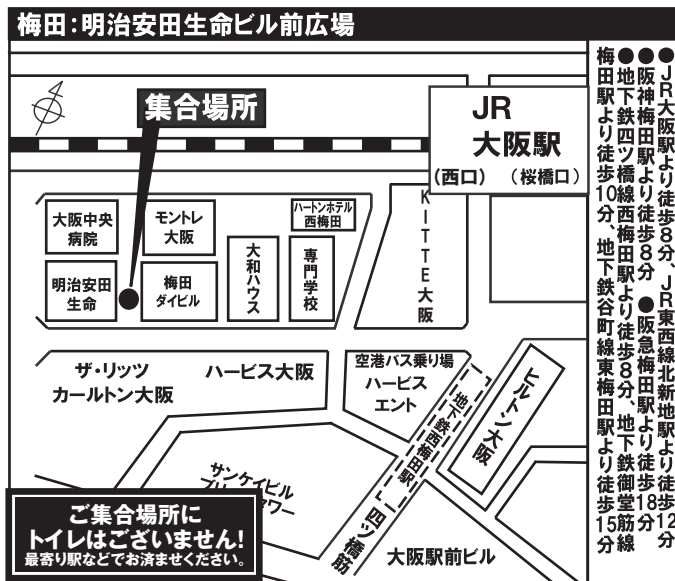 梅田：明治安田生命ビル前広場
集合場所
JR
大阪駅
（西口）（桜橋口）
KITTE大阪
大阪中央
病院
モントレ
大阪
ハートンホテル
西梅田
明治安田
生命
梅田
ダイビル
大和ハウス
専門学校
ザ・リッツ
カールトン大阪
ハービス大阪
空港バス乗り場
ハービス
エント
地下鉄西梅田駅
四ツ橋筋
ヒルトン大阪
サンケイビル
大阪駅前ビル
ご集合場所に
トイレはございません！
最寄り駅などでお済ませください。
●JR大阪駅より徒歩8分、JR東西線北新地駅より徒歩12分
●阪神梅田駅より徒歩8分 ●阪急梅田駅より徒歩18分
●地下鉄四ツ橋線西梅田駅より徒歩8分、地下鉄御堂筋線
梅田駅より徒歩10分、地下鉄谷町線東梅田駅より徒歩15分